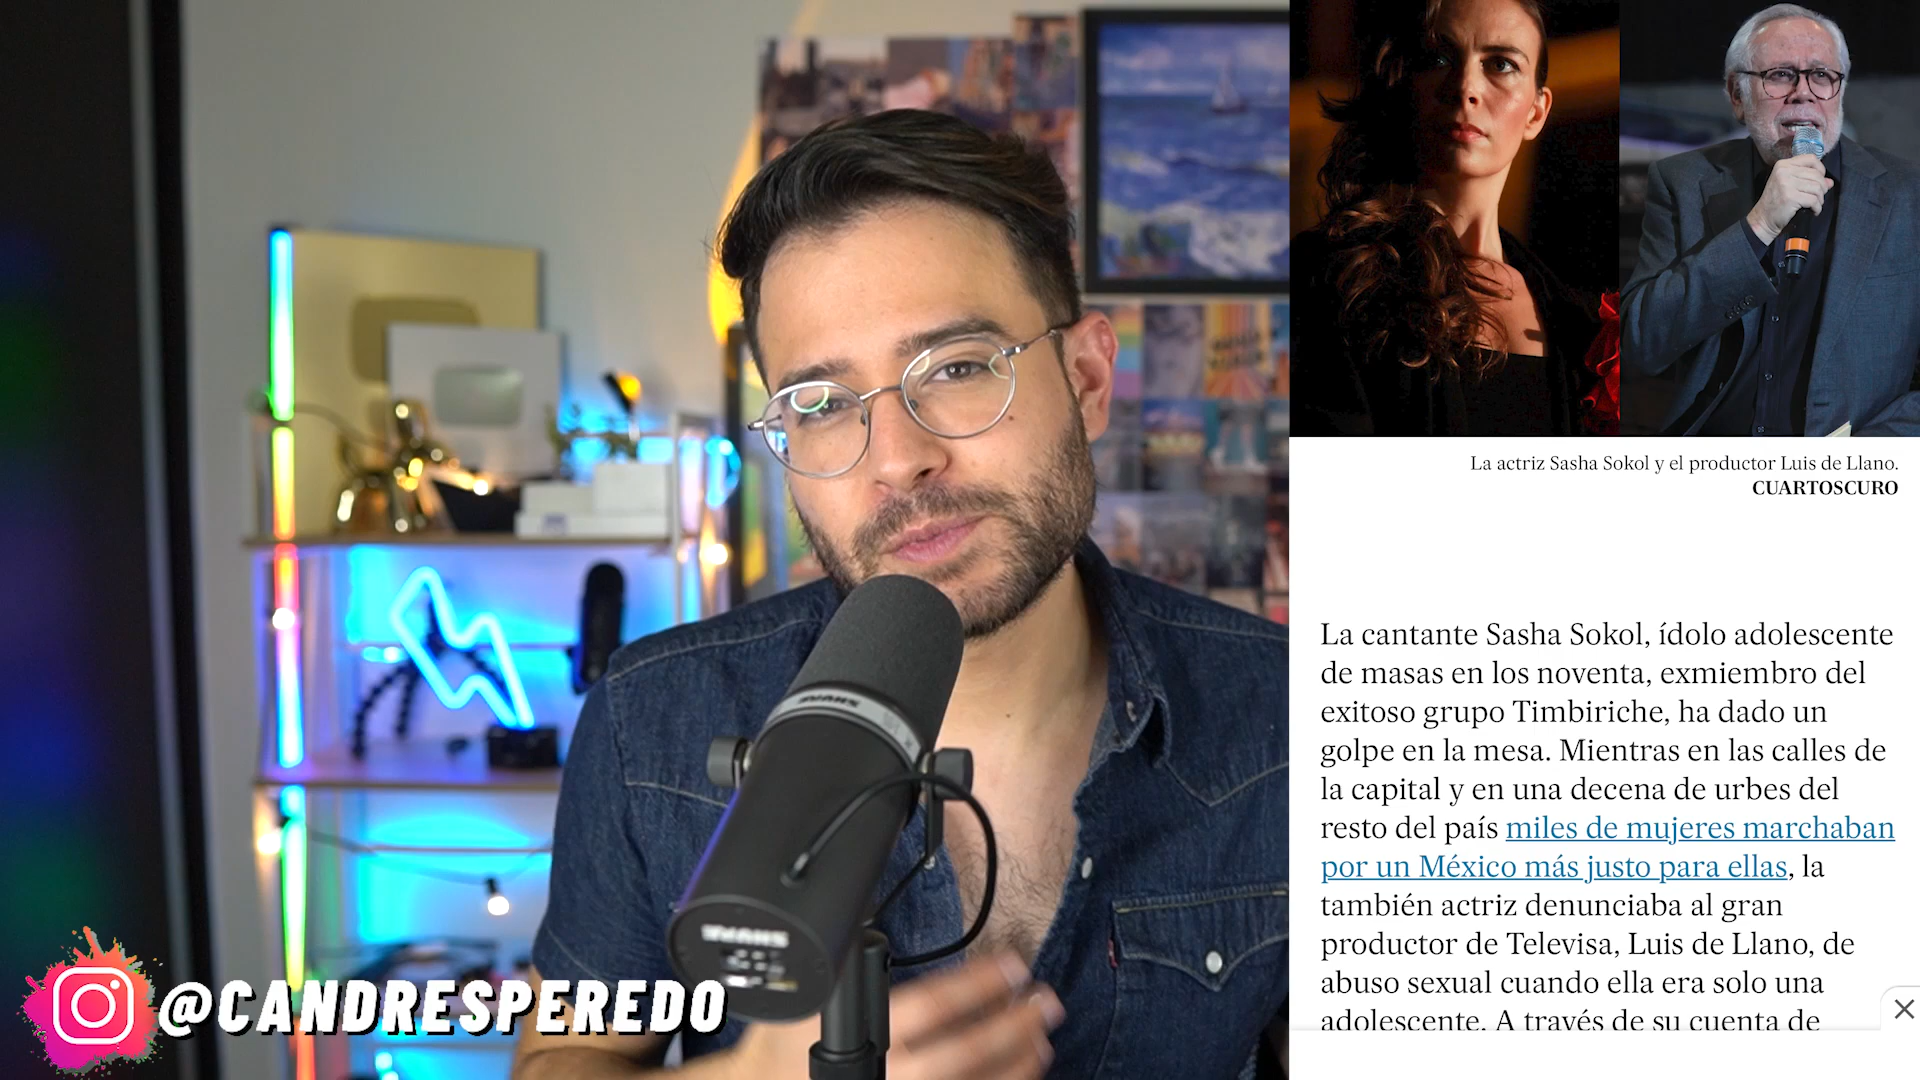 La actriz Sasha Sokol y el productor Luis de Llano.
CUARTOSCURO
La cantante Sasha Sokol, ídolo adolescente
de masas en los noventa, exmiembro del
exitoso grupo Timbiriche, ha dado un
golpe en la mesa. Mientras en las calles de
la capital y en una decena de urbes del
resto del país miles de mujeres marchaban
por un México más justo para ellas, la
también actriz denunciaba al gran
productor de Televisa, Luis de Llano, de
abuso sexual cuando ella era solo una
adolescente. A través de su cuenta de
@CANDRESPEREDO